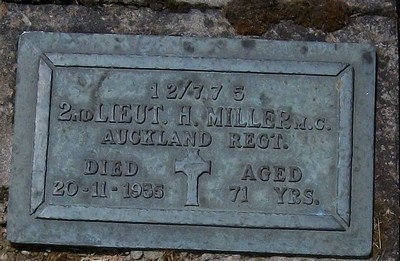 12/775
2ND LIEUT. H. MILLER M.C.
AUCKLAND REGT.
DIED AGED
20-11-1955 71 YRS.